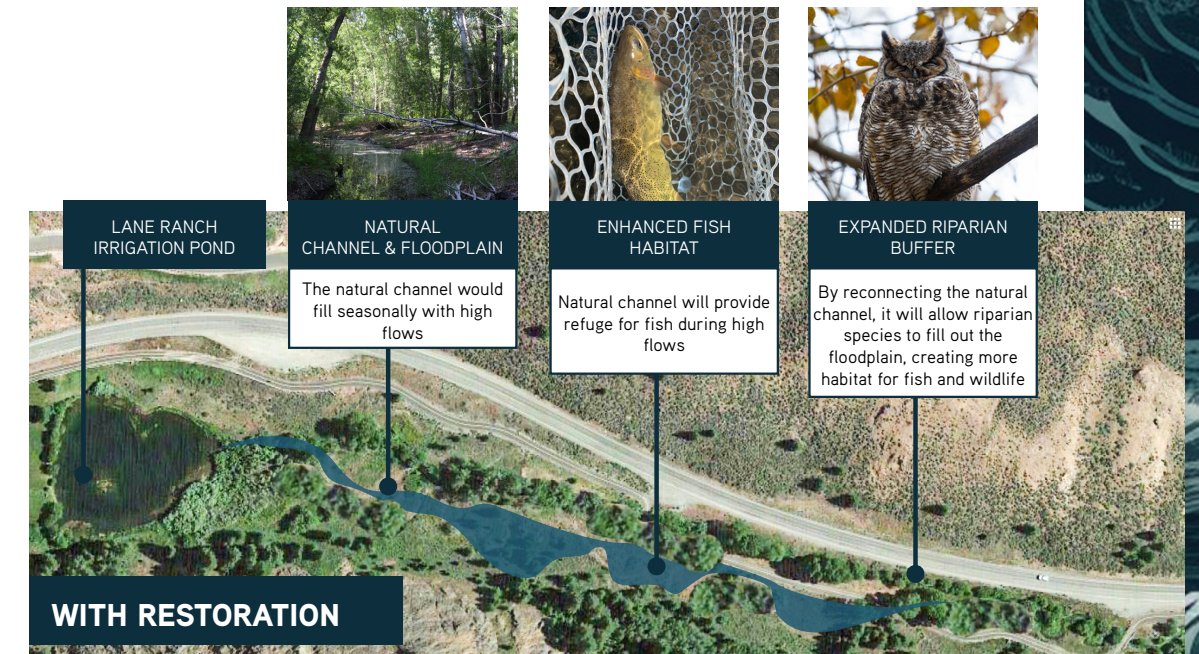 LANE RANCH
IRRIGATION POND
NATURAL
CHANNEL & FLOODPLAIN
The natural channel would
fill seasonally with high
flows
ENHANCED FISH
HABITAT
Natural channel will provide
refuge for fish during high
flows
EXPANDED RIPARIAN
BUFFER
By reconnecting the natural
channel, it will allow riparian
species to fill out the
floodplain, creating more
habitat for fish and wildlife
WITH RESTORATION